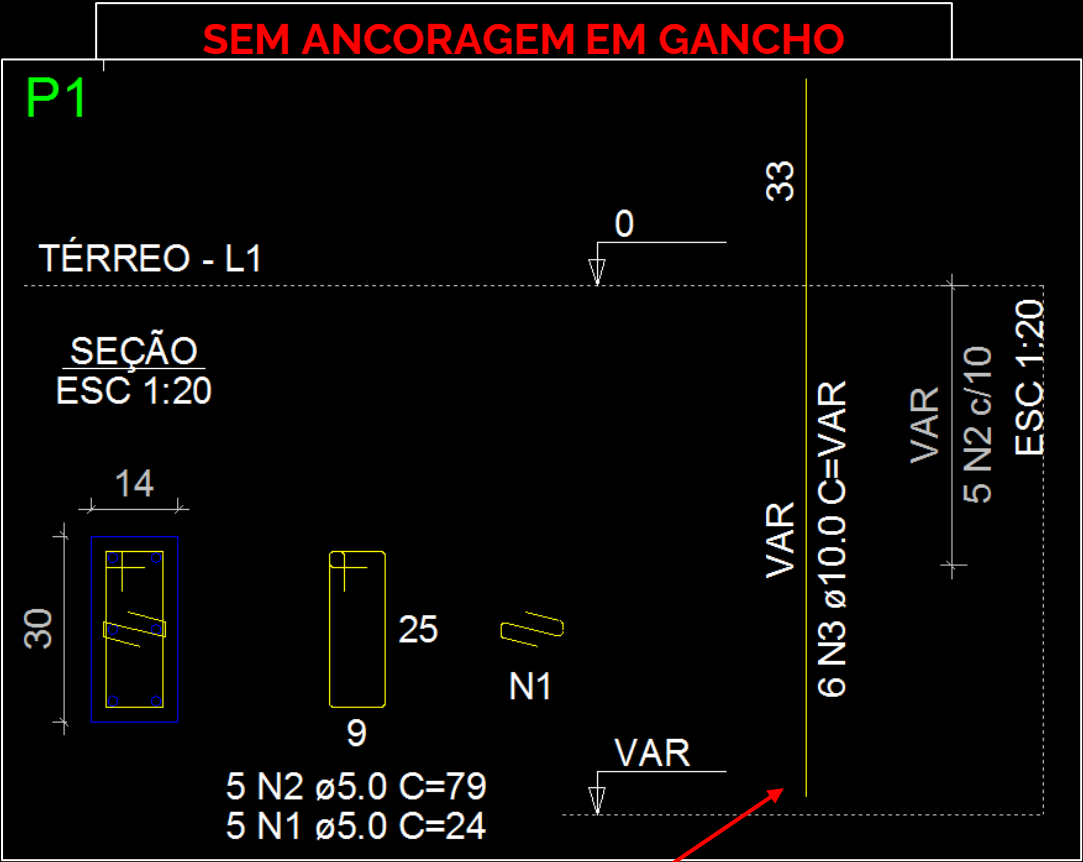 SEM ANCORAGEM EM GANCHO
P1
33
0
TÉRREO - L1
SEÇÃO
ESC 1:20
14
30
25
9
N1
5 N2 ø5.0 C=79
5 N1 ø5.0 C=24
VAR
VAR
6 N3 ø10.0 C=VAR
VAR
5 N2 c/10
ESC 1:20